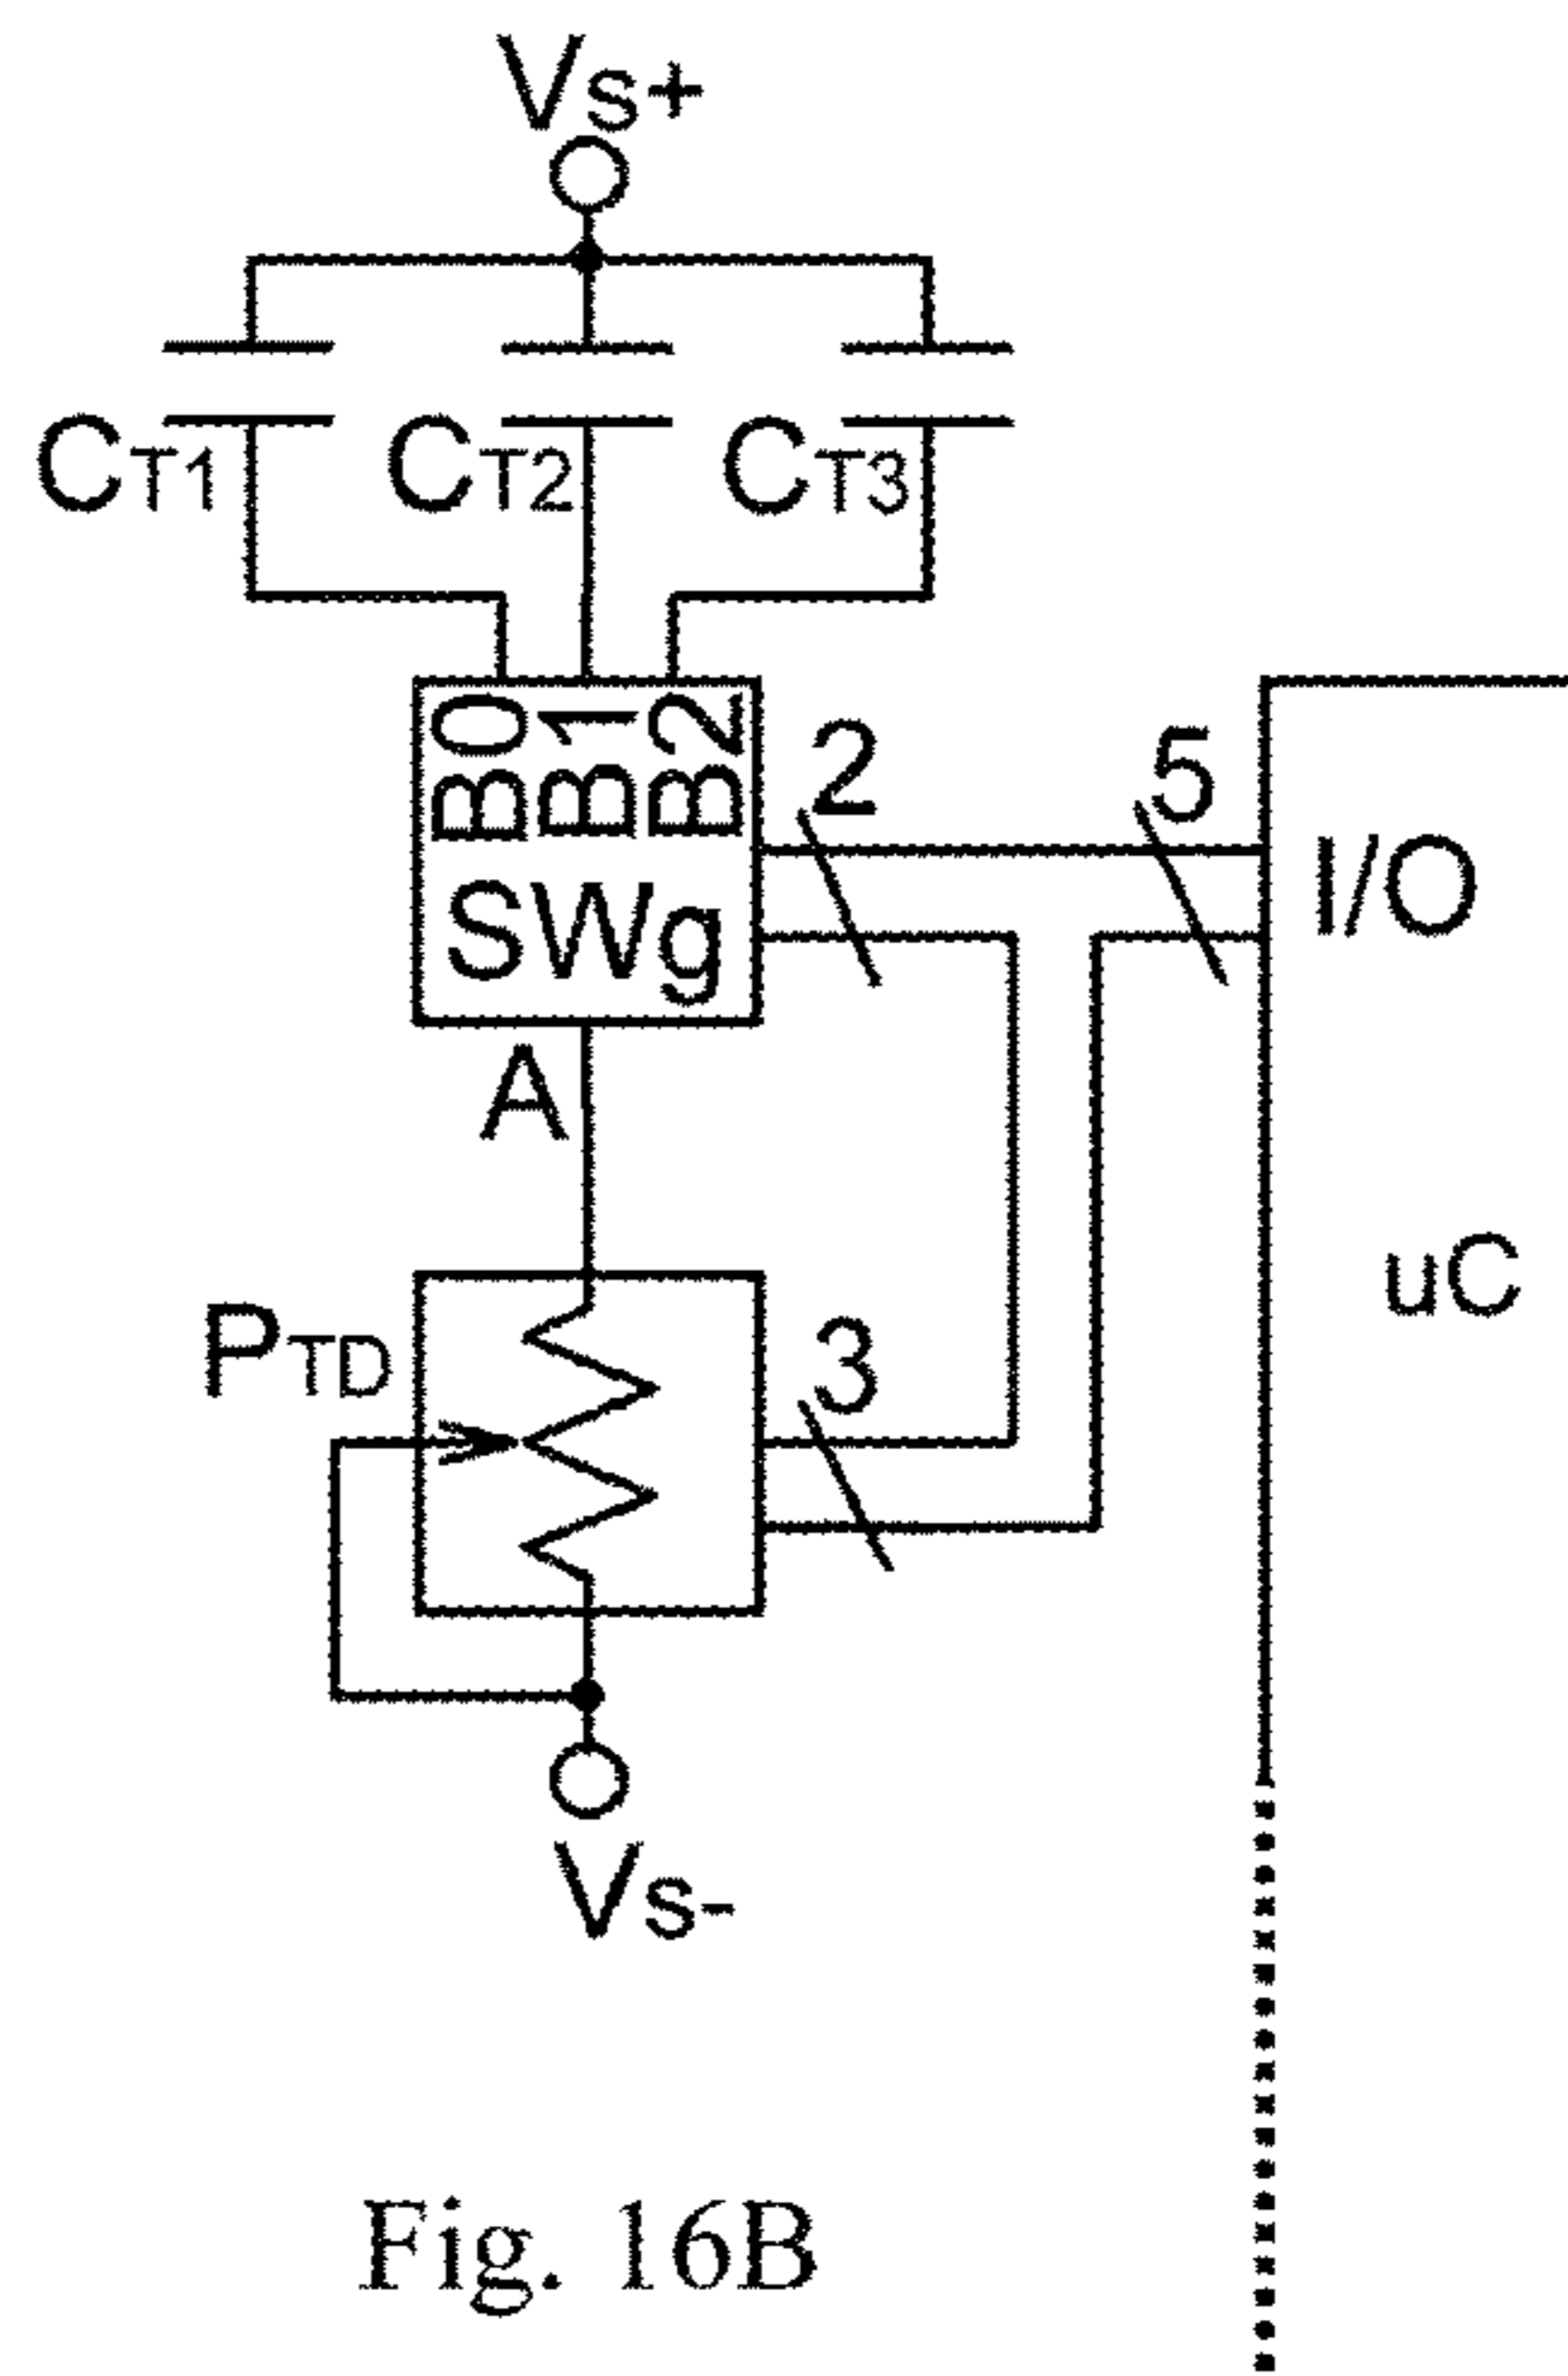 Vs+
CT1 CT2 CT3
B0 B1 B2
2 5
SWg I/O
A
uC
PTD 3
Vs-
Fig. 16B